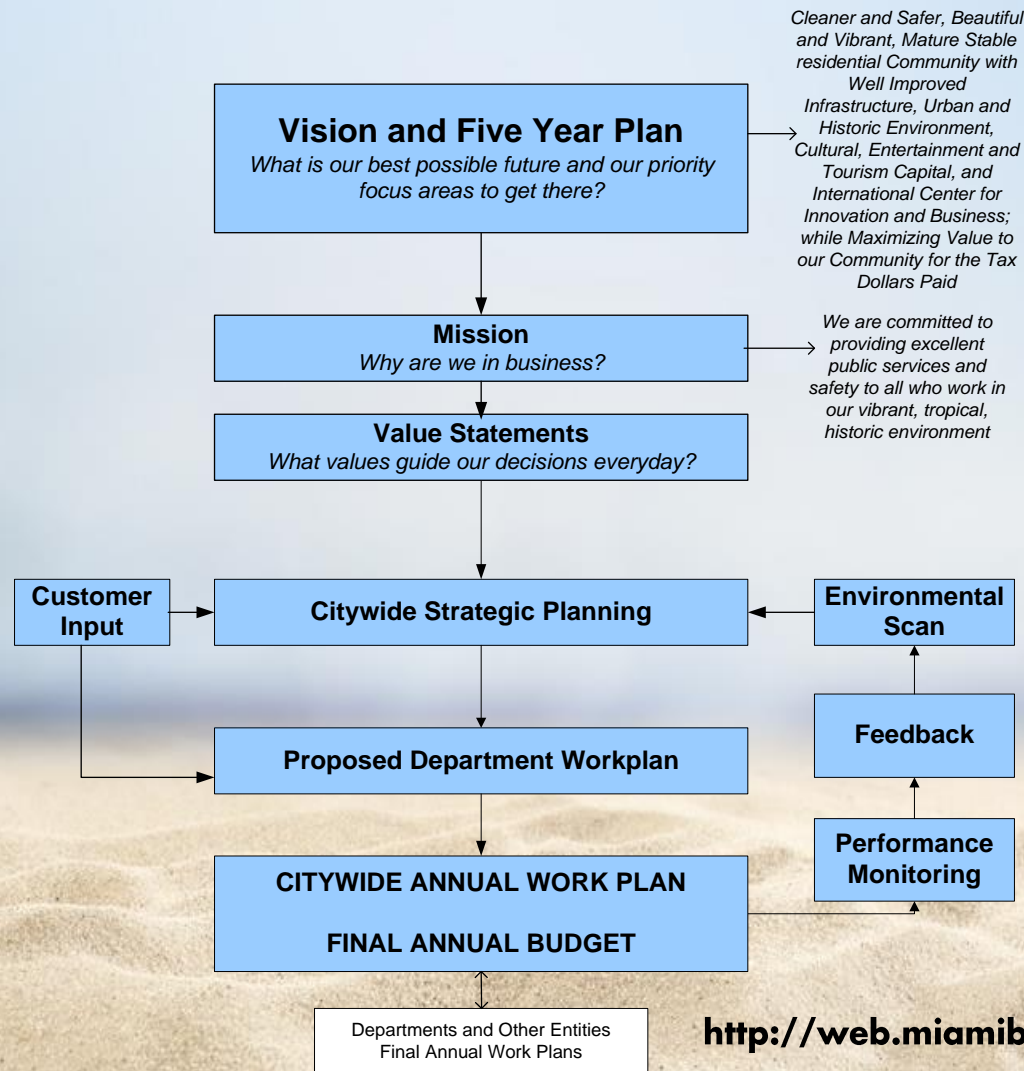 Cleaner and Safer, Beautiful
and Vibrant, Mature Stable
residential Community with
Well Improved
Infrastructure, Urban and
Historic Environment,
Cultural, Entertainment and
Tourism Capital, and
International Center for
Innovation and Business;
while Maximizing Value to
our Community for the Tax
Dollars Paid
Vision and Five Year Plan
What is our best possible future and our priority
focus areas to get there?
Mission
Why are we in business?
We are committed to
providing excellent
public services and
safety to all who work in
our vibrant, tropical,
historic environment
Value Statements
What values guide our decisions everyday?
Customer
Input
Citywide Strategic Planning
Environmental
Scan
Feedback
Proposed Department Workplan
Performance
Monitoring
CITYWIDE ANNUAL WORK PLAN
FINAL ANNUAL BUDGET
Departments and Other Entities
Final Annual Work Plans
http://web.miamib